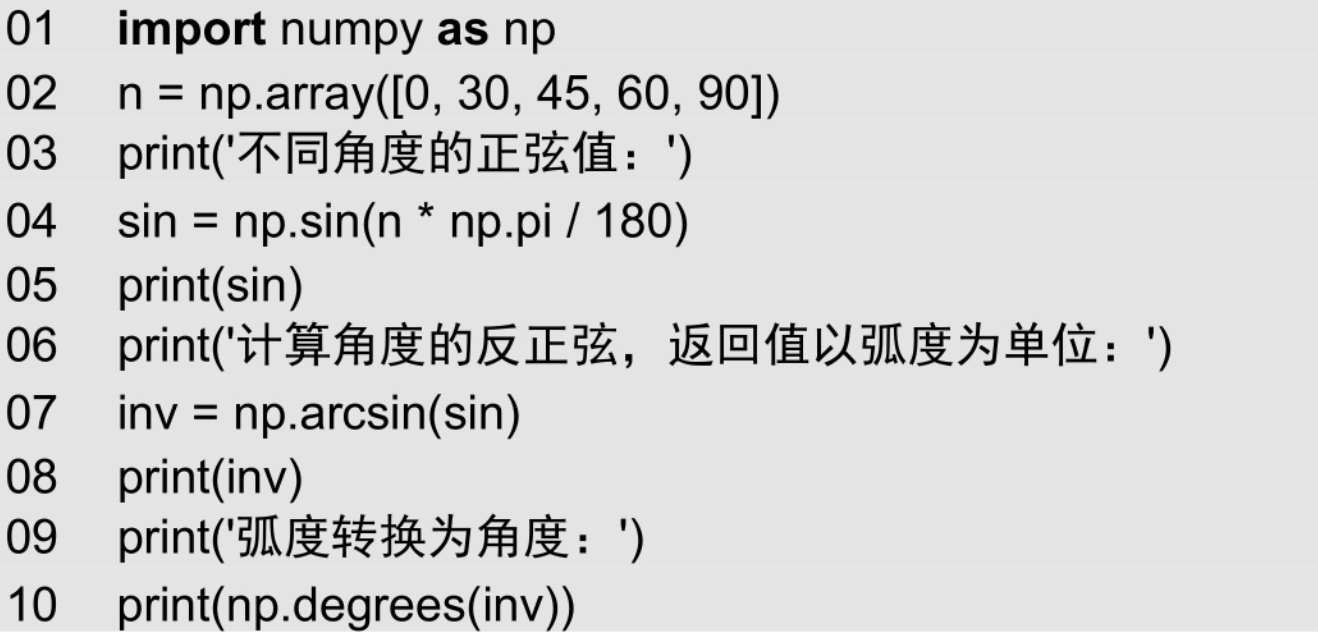 01 import numpy as np
02 n = np.array([0, 30, 45, 60, 90])
03 print('不同角度的正弦值：')
04 sin = np.sin(n * np.pi / 180)
05 print(sin)
06 print('计算角度的反正弦，返回值以弧度为单位：')
07 inv = np.arcsin(sin)
08 print(inv)
09 print('弧度转换为角度：')
10 print(np.degrees(inv))